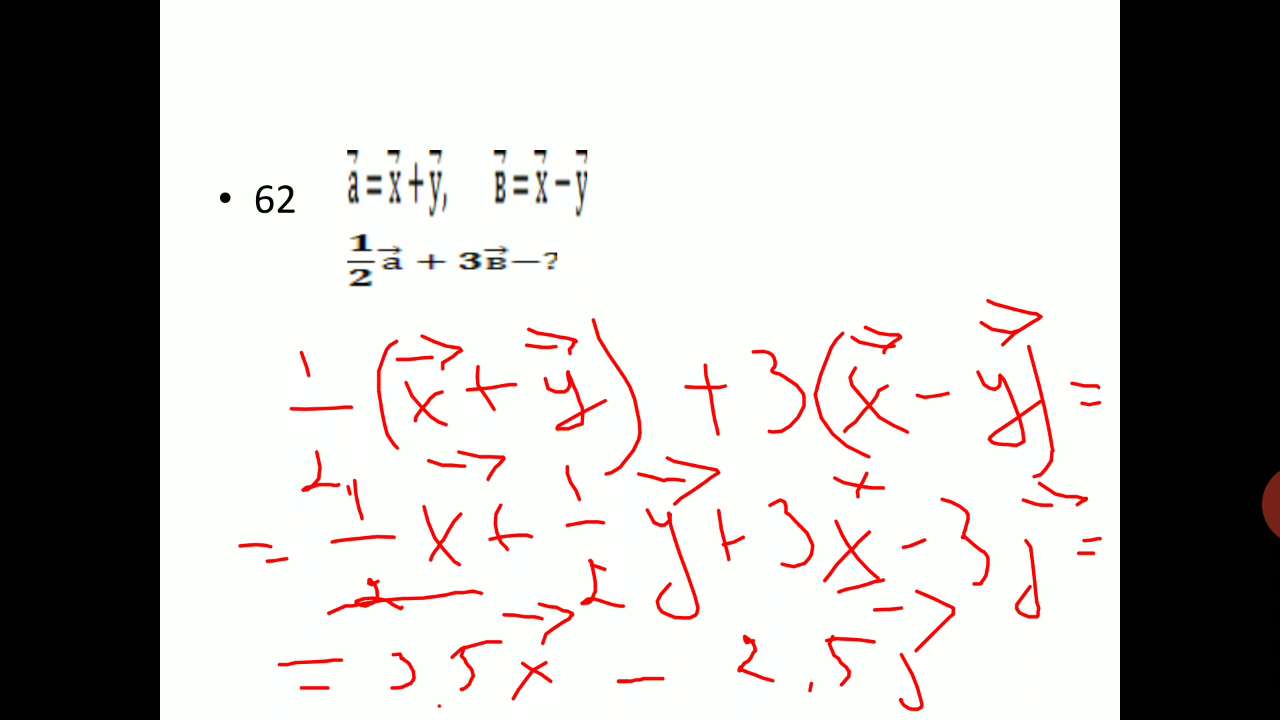 • 62 a⃗ = x⃗ + y⃗, в⃗ = x⃗ − y⃗
1/2 a⃗ + 3в⃗ − ?
1/2 (x⃗ + y⃗) + 3(x⃗ − y⃗) =
= 1/2 x⃗ + 1/2 y⃗ + 3x⃗ − 3y⃗ =
= 3.5x⃗ − 2,5y⃗